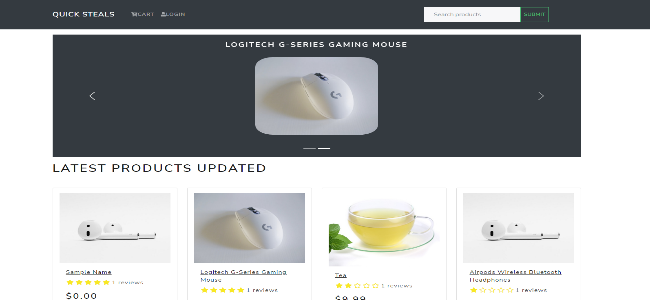 QUICK STEALS CART LOGIN Search products SUBMIT
LOGITECH G-SERIES GAMING MOUSE
LATEST PRODUCTS UPDATED
Sample Name
1 reviews
$0.00
Logitech G-Series Gaming
Mouse
1 reviews
Tea
1 reviews
$9.99
Airpods Wireless Bluetooth
Headphones
1 reviews